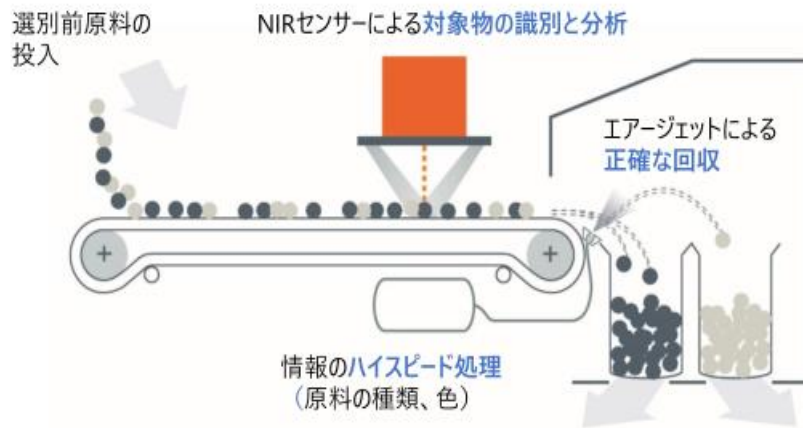 選別前原料の
投入
NIRセンサーによる対象物の識別と分析
エアージェットによる
正確な回収
情報のハイスピード処理
（原料の種類、色）